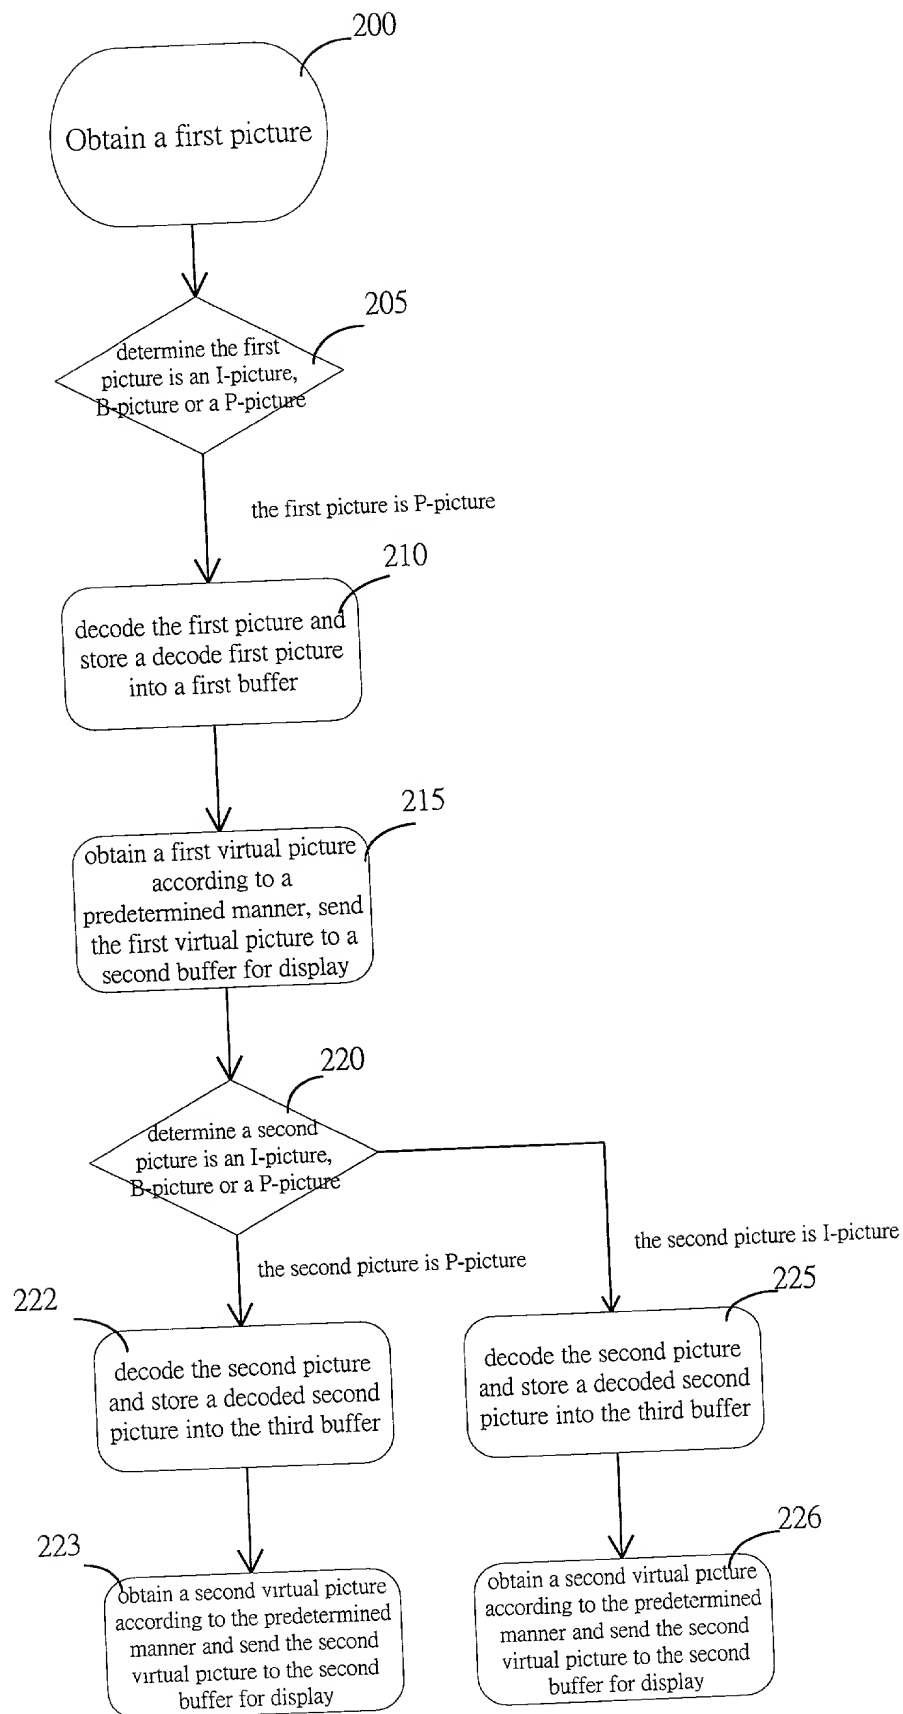 200
Obtain a first picture
205
determine the first
picture is an I-picture,
B-picture or a P-picture
the first picture is P-picture
210
decode the first picture and
store a decode first picture
into a first buffer
215
obtain a first virtual picture
according to a
predetermined manner, send
the first virtual picture to a
second buffer for display
220
determine a second
picture is an I-picture,
B-picture or a P-picture
the second picture is I-picture
the second picture is P-picture
222
decode the second picture
and store a decoded second
picture into the third buffer
225
decode the second picture
and store a decoded second
picture into the third buffer
223
obtain a second virtual picture
according to the predetermined
manner and send the second
virtual picture to the second
buffer for display
226
obtain a second virtual picture
according to the predetermined
manner and send the second
virtual picture to the second
buffer for display